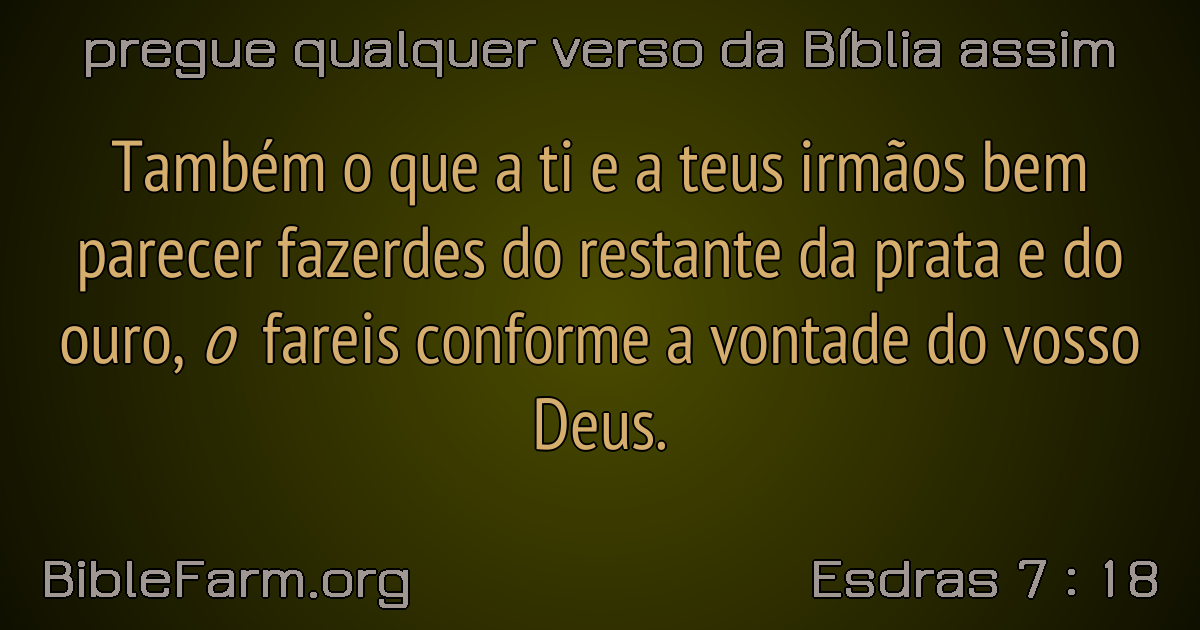 pregue qualquer verso da Bíblia assim
Também o que a ti e a teus irmãos bem
parecer fazerdes do restante da prata e do
ouro, o fareis conforme a vontade do vosso
Deus.
BibleFarm.org
Esdras 7 : 18